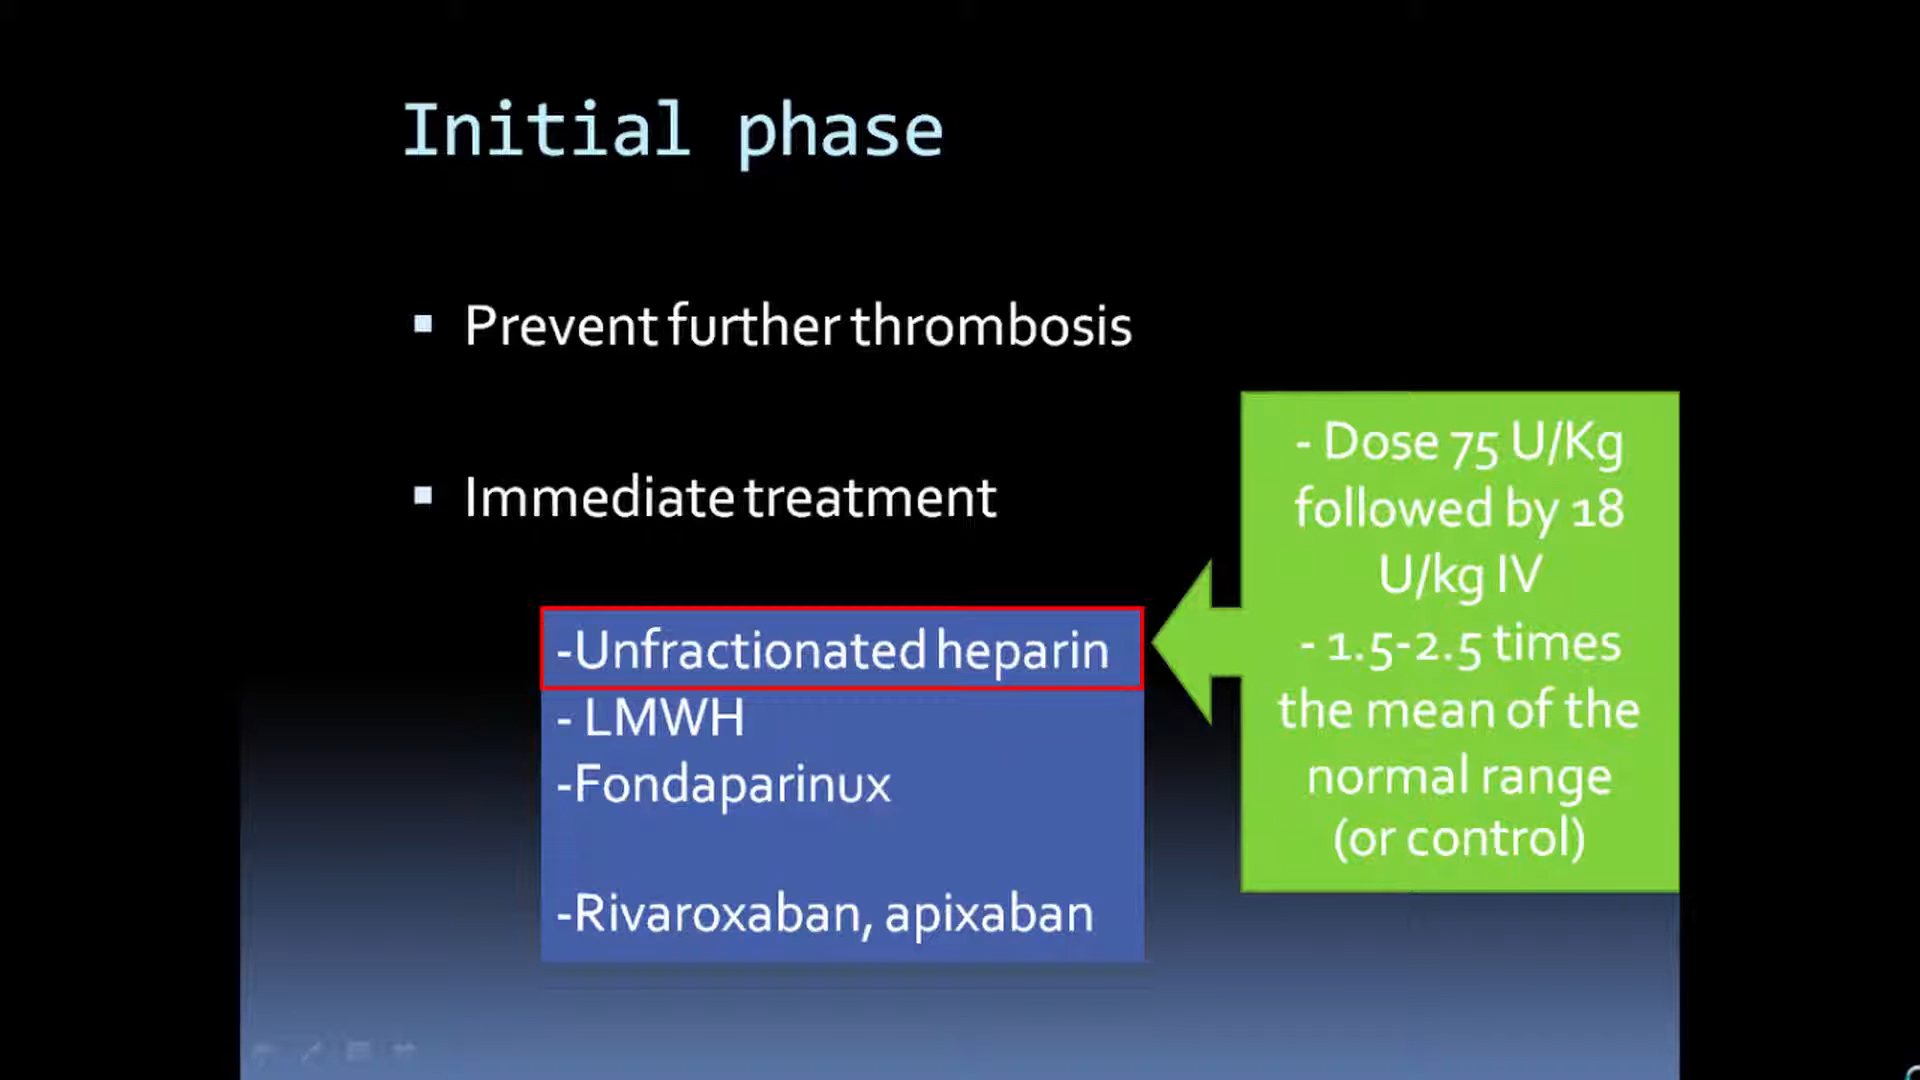 Initial phase
▪ Prevent further thrombosis
▪ Immediate treatment
-Unfractionated heparin
- LMWH
-Fondaparinux
-Rivaroxaban, apixaban
- Dose 75 U/Kg
followed by 18
U/kg IV
- 1.5-2.5 times
the mean of the
normal range
(or control)